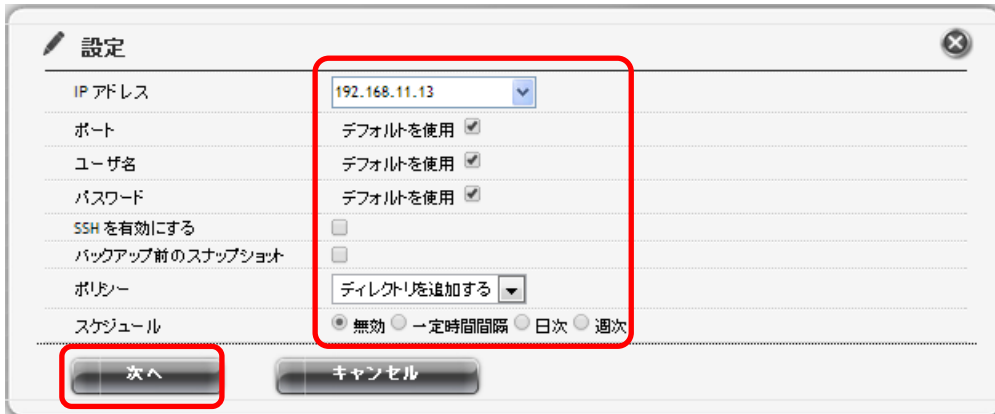 設定
IP アドレス 192.168.11.13
ポート デフォルトを使用
ユーザ名 デフォルトを使用
パスワード デフォルトを使用
SSH を有効にする
バックアップ前のスナップショット
ポリシー ディレクトリを追加する
スケジュール 無効 一定時間間隔 日次 週次
次へ キャンセル